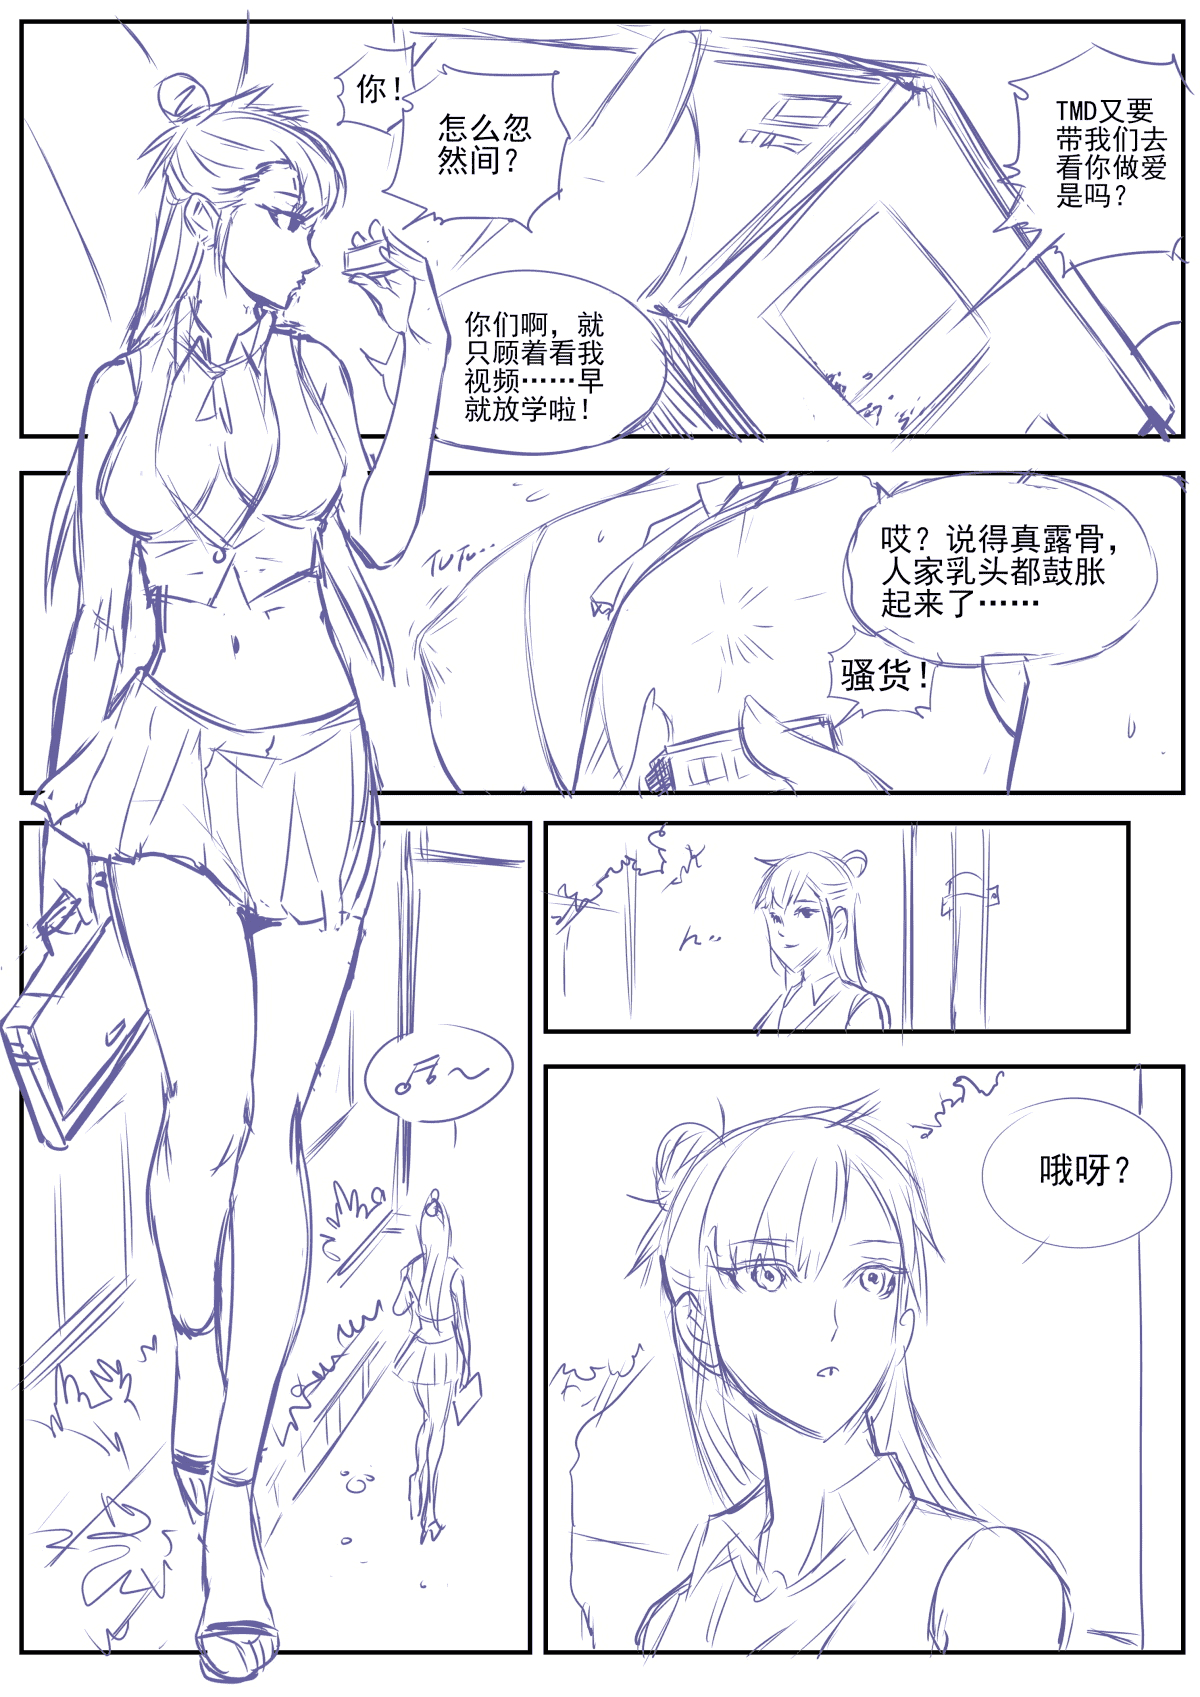 你！
怎么忽
然间？
TMD又要
带我们去
看你做爱
是吗？
你们啊，就
只顾着看我
视频……早
就放学啦！
TuTu...
哎？说得真露骨，
人家乳头都鼓胀
起来了……
骚货！
哦呀？